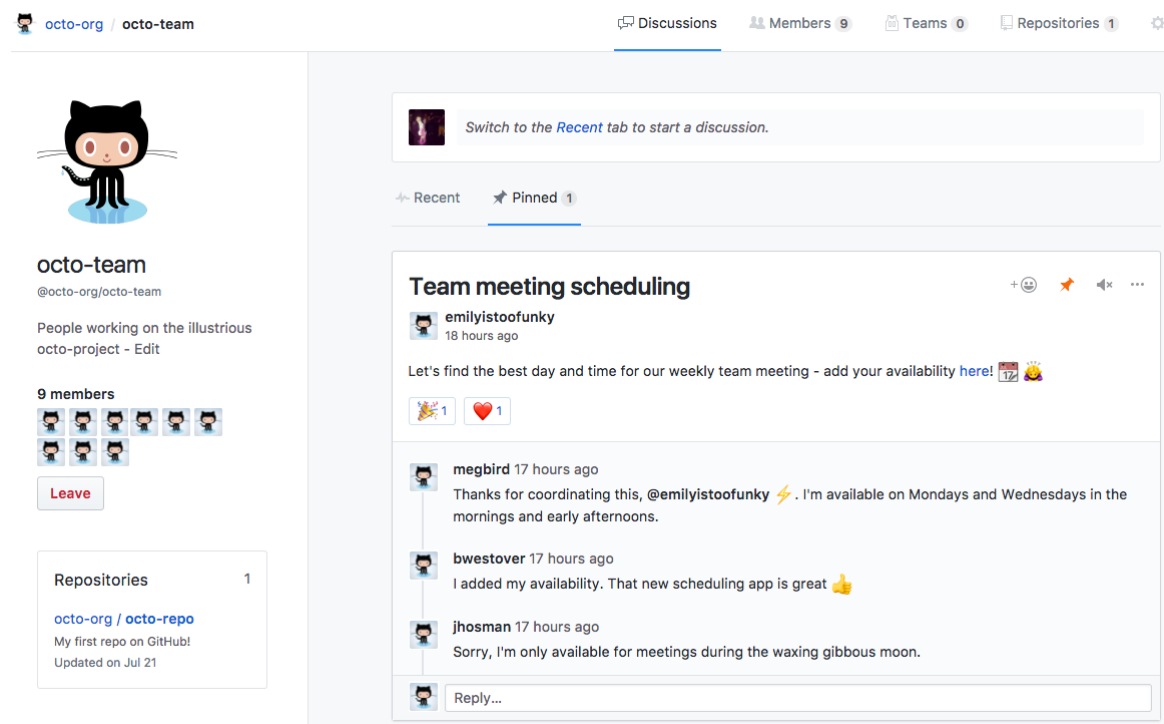 octo-org / octo-team
Discussions
Members 9
Teams 0
Repositories 1
octo-team
@octo-org/octo-team
People working on the illustrious
octo-project - Edit
9 members
Leave
Repositories 1
octo-org / octo-repo
My first repo on GitHub!
Updated on Jul 21
Switch to the Recent tab to start a discussion.
Recent
Pinned 1
Team meeting scheduling
emilyistoofunky
18 hours ago
Let's find the best day and time for our weekly team meeting - add your availability here! 📆 🙇‍♀️
🎉 1 ❤️ 1
megbird 17 hours ago
Thanks for coordinating this, @emilyistoofunky ⚡. I'm available on Mondays and Wednesdays in the
mornings and early afternoons.
bwestover 17 hours ago
I added my availability. That new scheduling app is great 👍
jhosman 17 hours ago
Sorry, I'm only available for meetings during the waxing gibbous moon.
Reply...